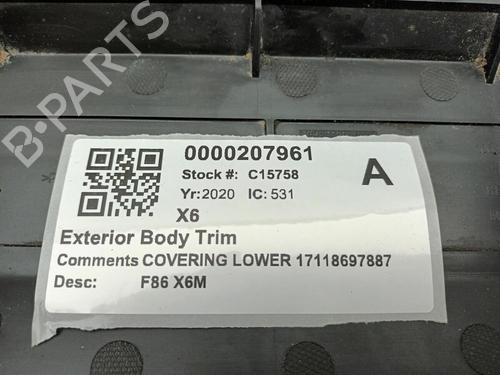 B-PARTS
0000207961
Stock #: C15758
A
Yr:2020 IC:531
X6
Exterior Body Trim
Comments COVERING LOWER 17118697887
Desc: F86 X6M